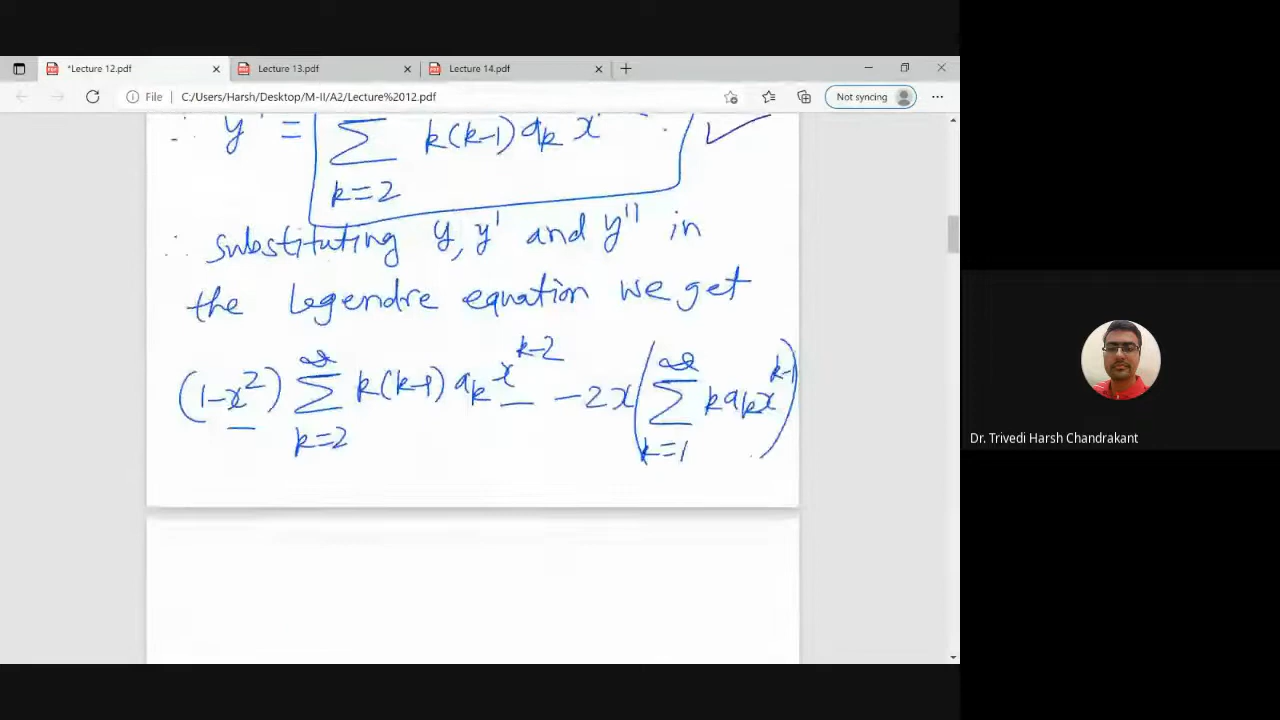 *Lecture 12.pdf
Lecture 13.pdf
Lecture 14.pdf
File | C:/Users/Harsh/Desktop/M-II/A2/Lecture%2012.pdf
Not syncing
∴ y'' = ∑ k(k-1) a_k x
k=2
∴ substituting y, y' and y'' in
the Legendre equation we get
(1-x²) ∑_{k=2}^{∞} k(k-1) a_k x^{k-2} - 2x (∑_{k=1}^{∞} k a_k x^{k-1})
Dr. Trivedi Harsh Chandrakant